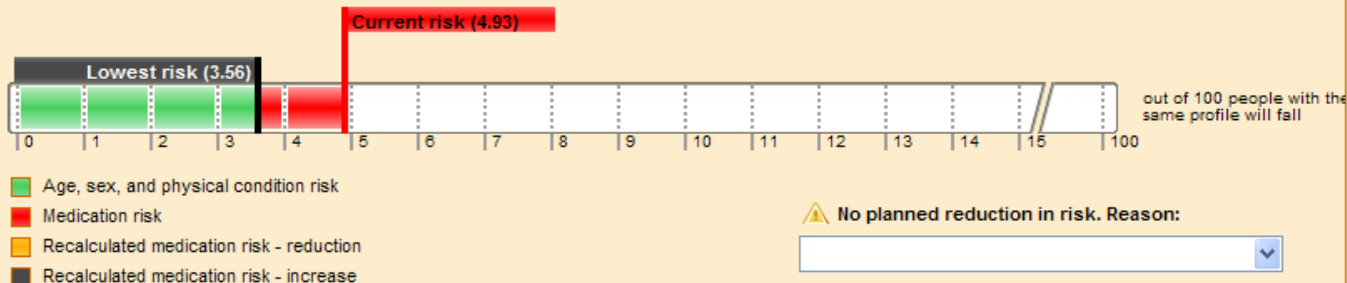 Current risk (4.93)
Lowest risk (3.56)
out of 100 people with the
same profile will fall
0 1 2 3 4 5 6 7 8 9 10 11 12 13 14 15 100
Age, sex, and physical condition risk
Medication risk
No planned reduction in risk. Reason:
Recalculated medication risk - reduction
Recalculated medication risk - increase